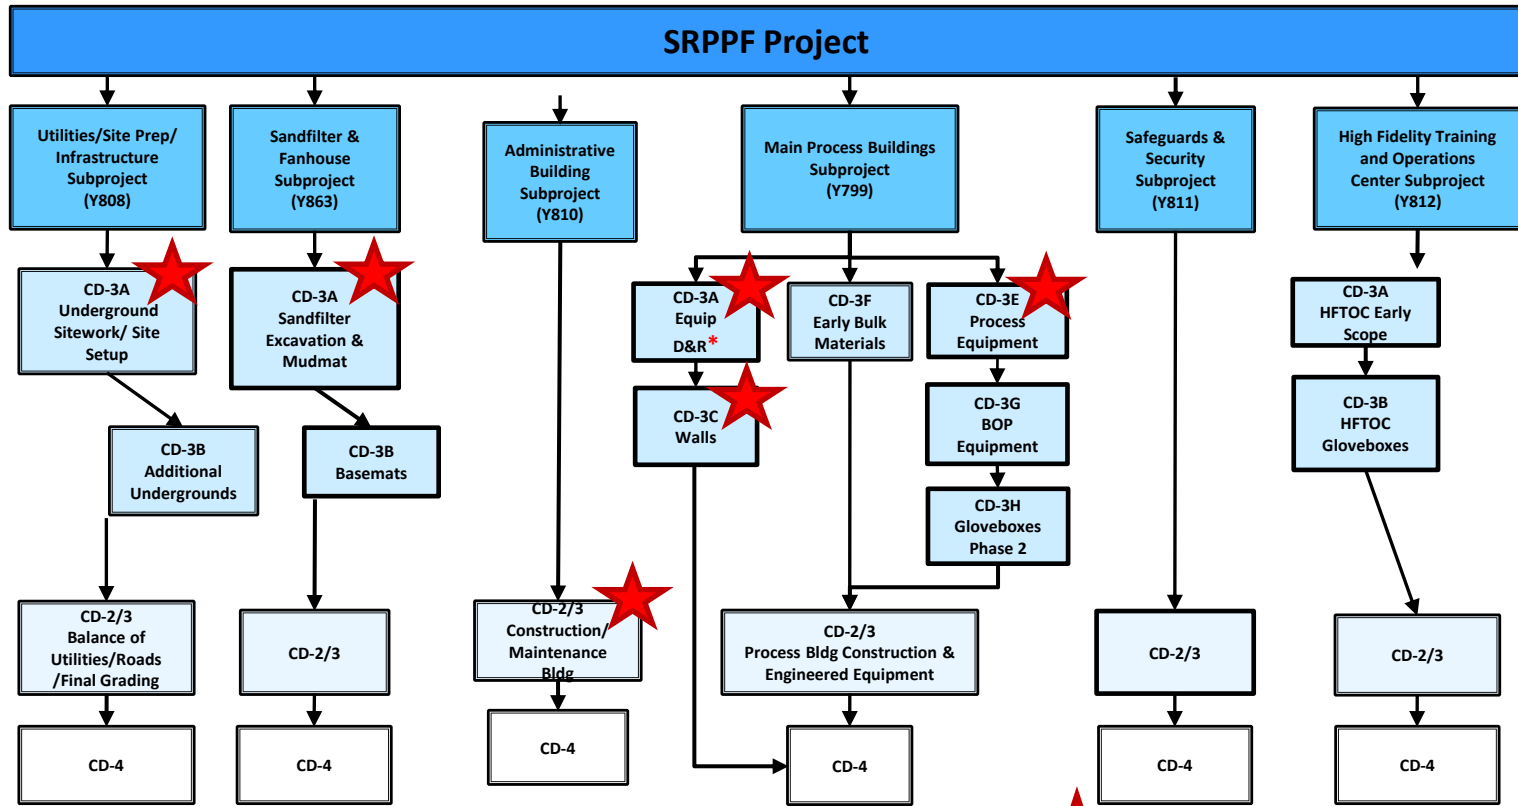 SRPPF Project
Utilities/Site Prep/
Infrastructure
Subproject
(Y808)
Sandfilter &
Fanhouse
Subproject
(Y863)
Administrative
Building
Subproject
(Y810)
Main Process Buildings
Subproject
(Y799)
Safeguards &
Security
Subproject
(Y811)
High Fidelity Training
and Operations
Center Subproject
(Y812)
CD-3A
Underground
Sitework/ Site
Setup
CD-3A
Sandfilter
Excavation &
Mudmat
CD-3A
Equip
D&R*
CD-3F
Early Bulk
Materials
CD-3E
Process
Equipment
CD-3A
HFTOC Early
Scope
CD-3B
Additional
Undergrounds
CD-3B
Basemats
CD-3C
Walls
CD-3G
BOP
Equipment
CD-3B
HFTOC
Gloveboxes
CD-3H
Gloveboxes
Phase 2
CD-2/3
Balance of
Utilities/Roads
/Final Grading
CD-2/3
CD-2/3
Construction/
Maintenance
Bldg
CD-2/3
Process Bldg Construction &
Engineered Equipment
CD-2/3
CD-2/3
CD-4
CD-4
CD-4
CD-4
CD-4
CD-4